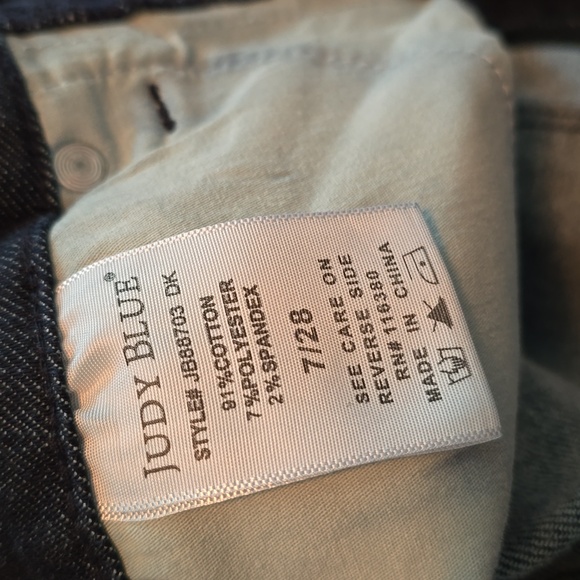 JUDY BLUE®
STYLE# JB88703 DK
91%COTTON
7%POLYESTER
2%SPANDEX
7/28
SEE CARE ON
REVERSE SIDE
RN# 116380
MADE IN CHINA